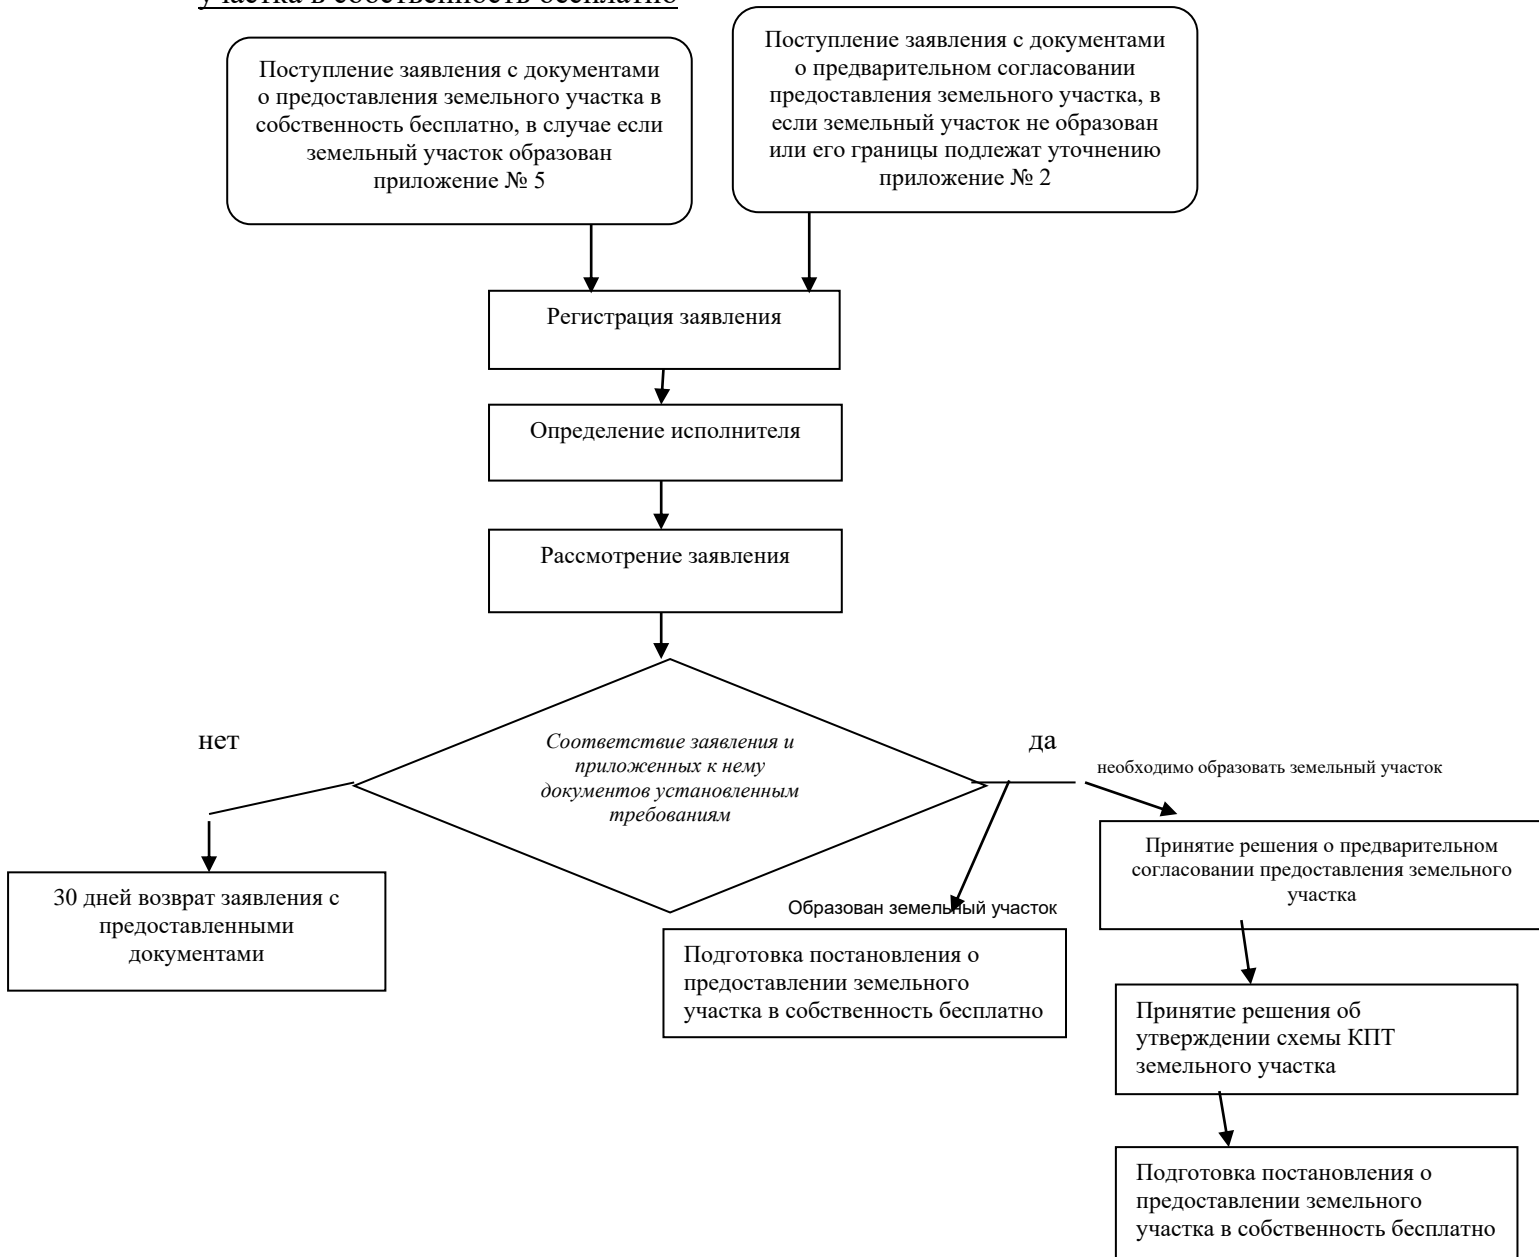 участка в собственность бесплатно
Поступление заявления с документами
о предоставления земельного участка в
собственность бесплатно, в случае если
земельный участок образован
приложение № 5
Поступление заявления с документами
о предварительном согласовании
предоставления земельного участка, в
если земельный участок не образован
или его границы подлежат уточнению
приложение № 2
Регистрация заявления
Определение исполнителя
Рассмотрение заявления
нет
Соответствие заявления и
приложенных к нему
документов установленным
требованиям
да
необходимо образовать земельный участок
30 дней возврат заявления с
предоставленными
документами
Образован земельный участок
Подготовка постановления о
предоставлении земельного
участка в собственность бесплатно
Принятие решения о предварительном
согласовании предоставления земельного
участка
Принятие решения об
утверждении схемы КПТ
земельного участка
Подготовка постановления о
предоставлении земельного
участка в собственность бесплатно